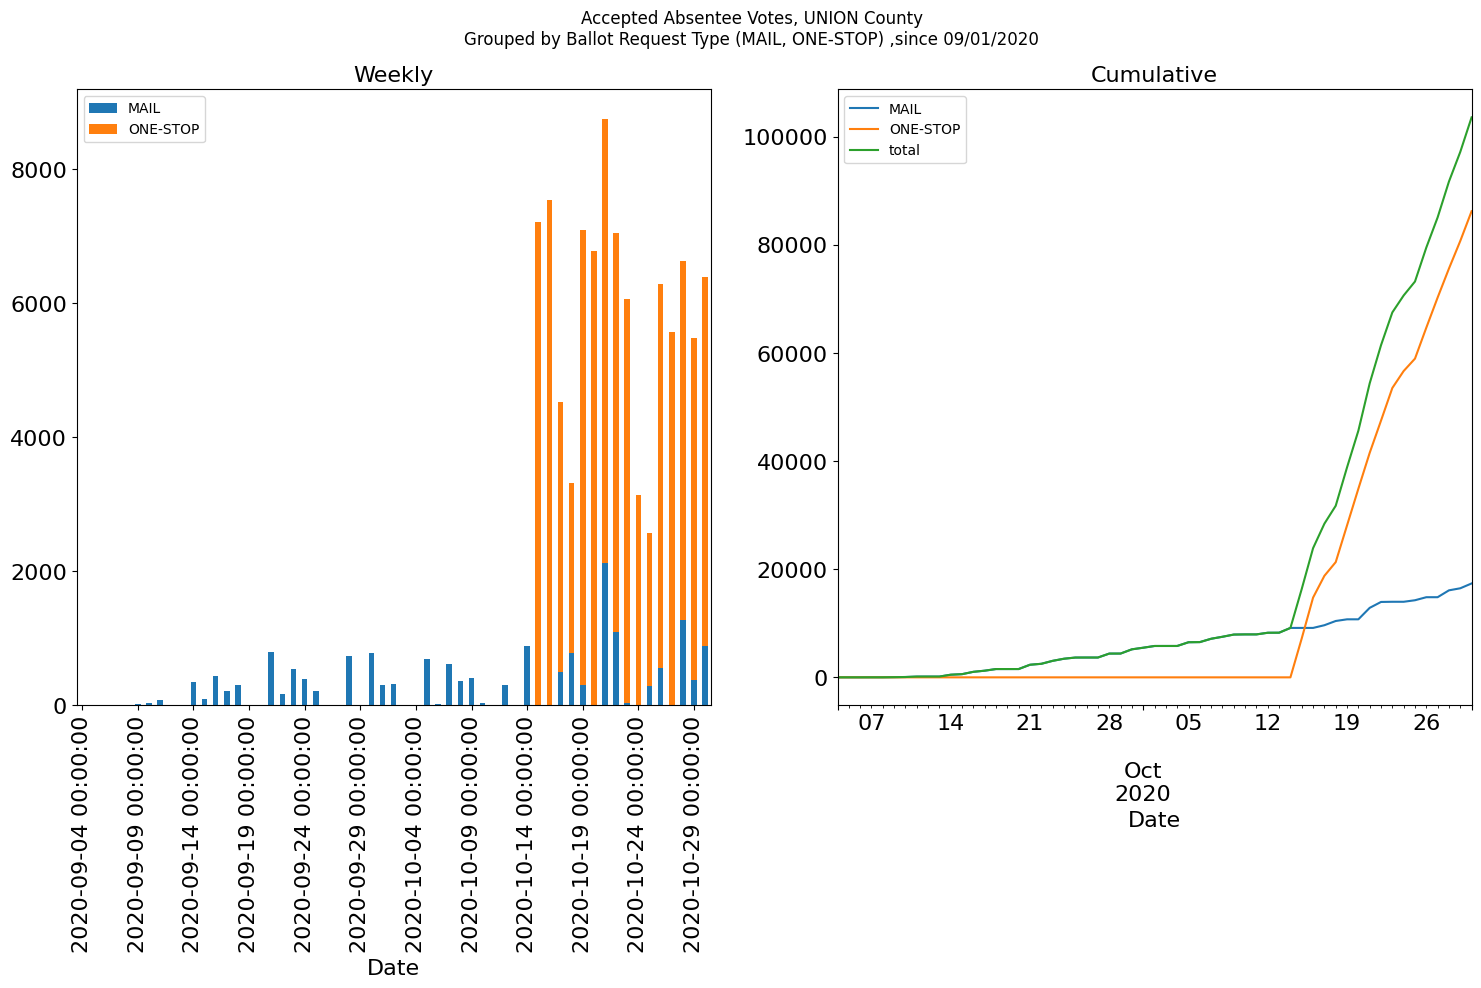 Accepted Absentee Votes, UNION County
Grouped by Ballot Request Type (MAIL, ONE-STOP) ,since 09/01/2020
Weekly
MAIL
ONE-STOP
8000
6000
4000
2000
0
2020-09-04 00:00:00
2020-09-09 00:00:00
2020-09-14 00:00:00
2020-09-19 00:00:00
2020-09-24 00:00:00
2020-09-29 00:00:00
2020-10-04 00:00:00
2020-10-09 00:00:00
2020-10-14 00:00:00
2020-10-19 00:00:00
2020-10-24 00:00:00
2020-10-29 00:00:00
Date
Cumulative
MAIL
ONE-STOP
total
100000
80000
60000
40000
20000
0
07 14 21 28 05 12 19 26
Oct
2020
Date